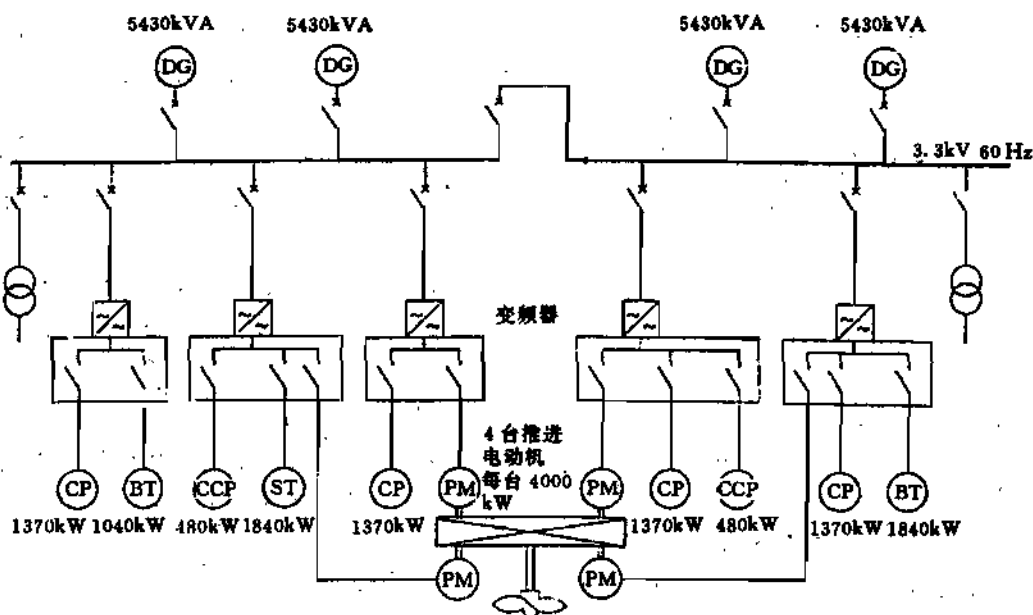 5430kVA 5430kVA 5430kVA 5430kVA
DG DG DG DG
3.3kV 60Hz
变频器
4台推进
电动机
每台 4000
kW
CP BT CCP ST CP PM PM CP CCP CP BT
1370kW 1040kW 480kW 1840kW 1370kW 1370kW 480kW 1370kW 1840kW
PM PM